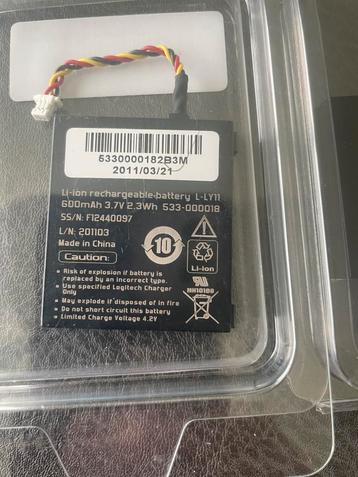 5330000182B3M
2011/03/21
Li-ion rechargeable battery L-LY11
600mAh 3.7V 2.3Wh 533-000018
SS/N: F12440097
L/N: 201103
Made in China
10
Caution:
Li-ion
• Risk of explosion if battery is
replaced by an incorrect type.
• Use specified Logitech Charger
Only
• May explode if disposed of in fire
• Do not short circuit this battery
• Limited Charge Voltage 4.2V
MH10100